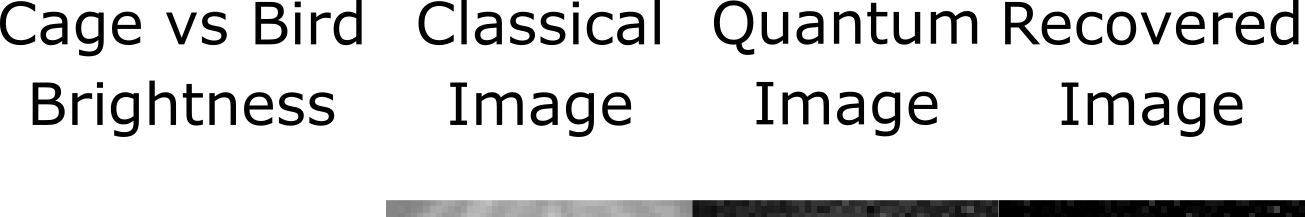 Cage vs Bird Brightness
Classical Image
Quantum Image
Recovered Image